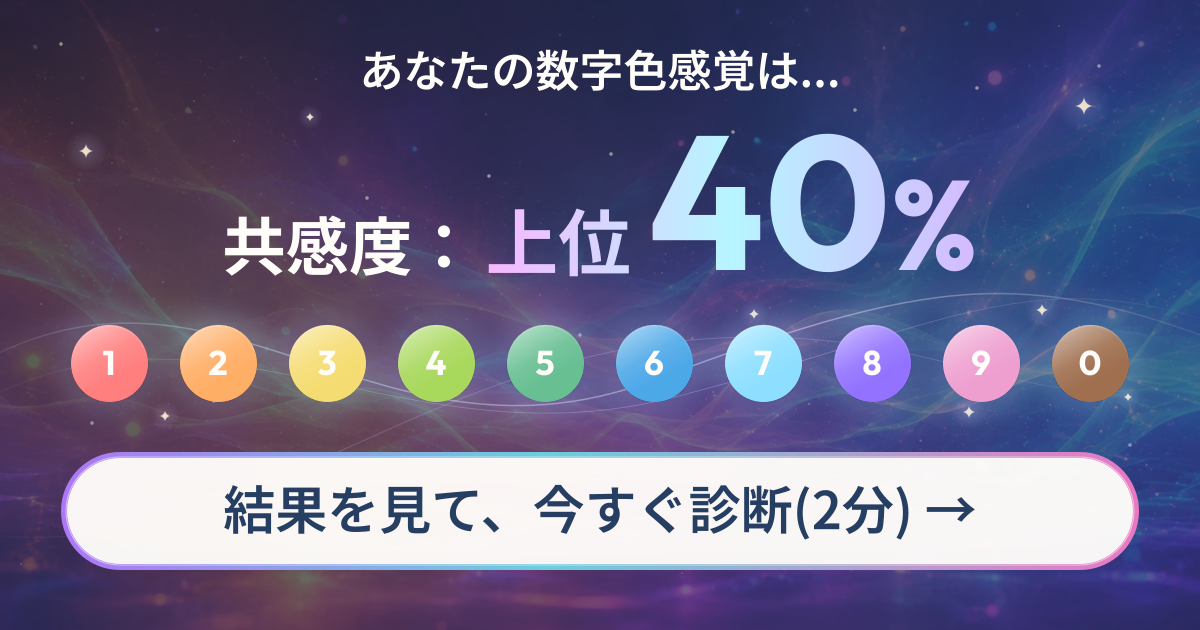 あなたの数字色感覚は...
共感度：上位 40%
1 2 3 4 5 6 7 8 9 0
結果を見て、今すぐ診断(2分) →